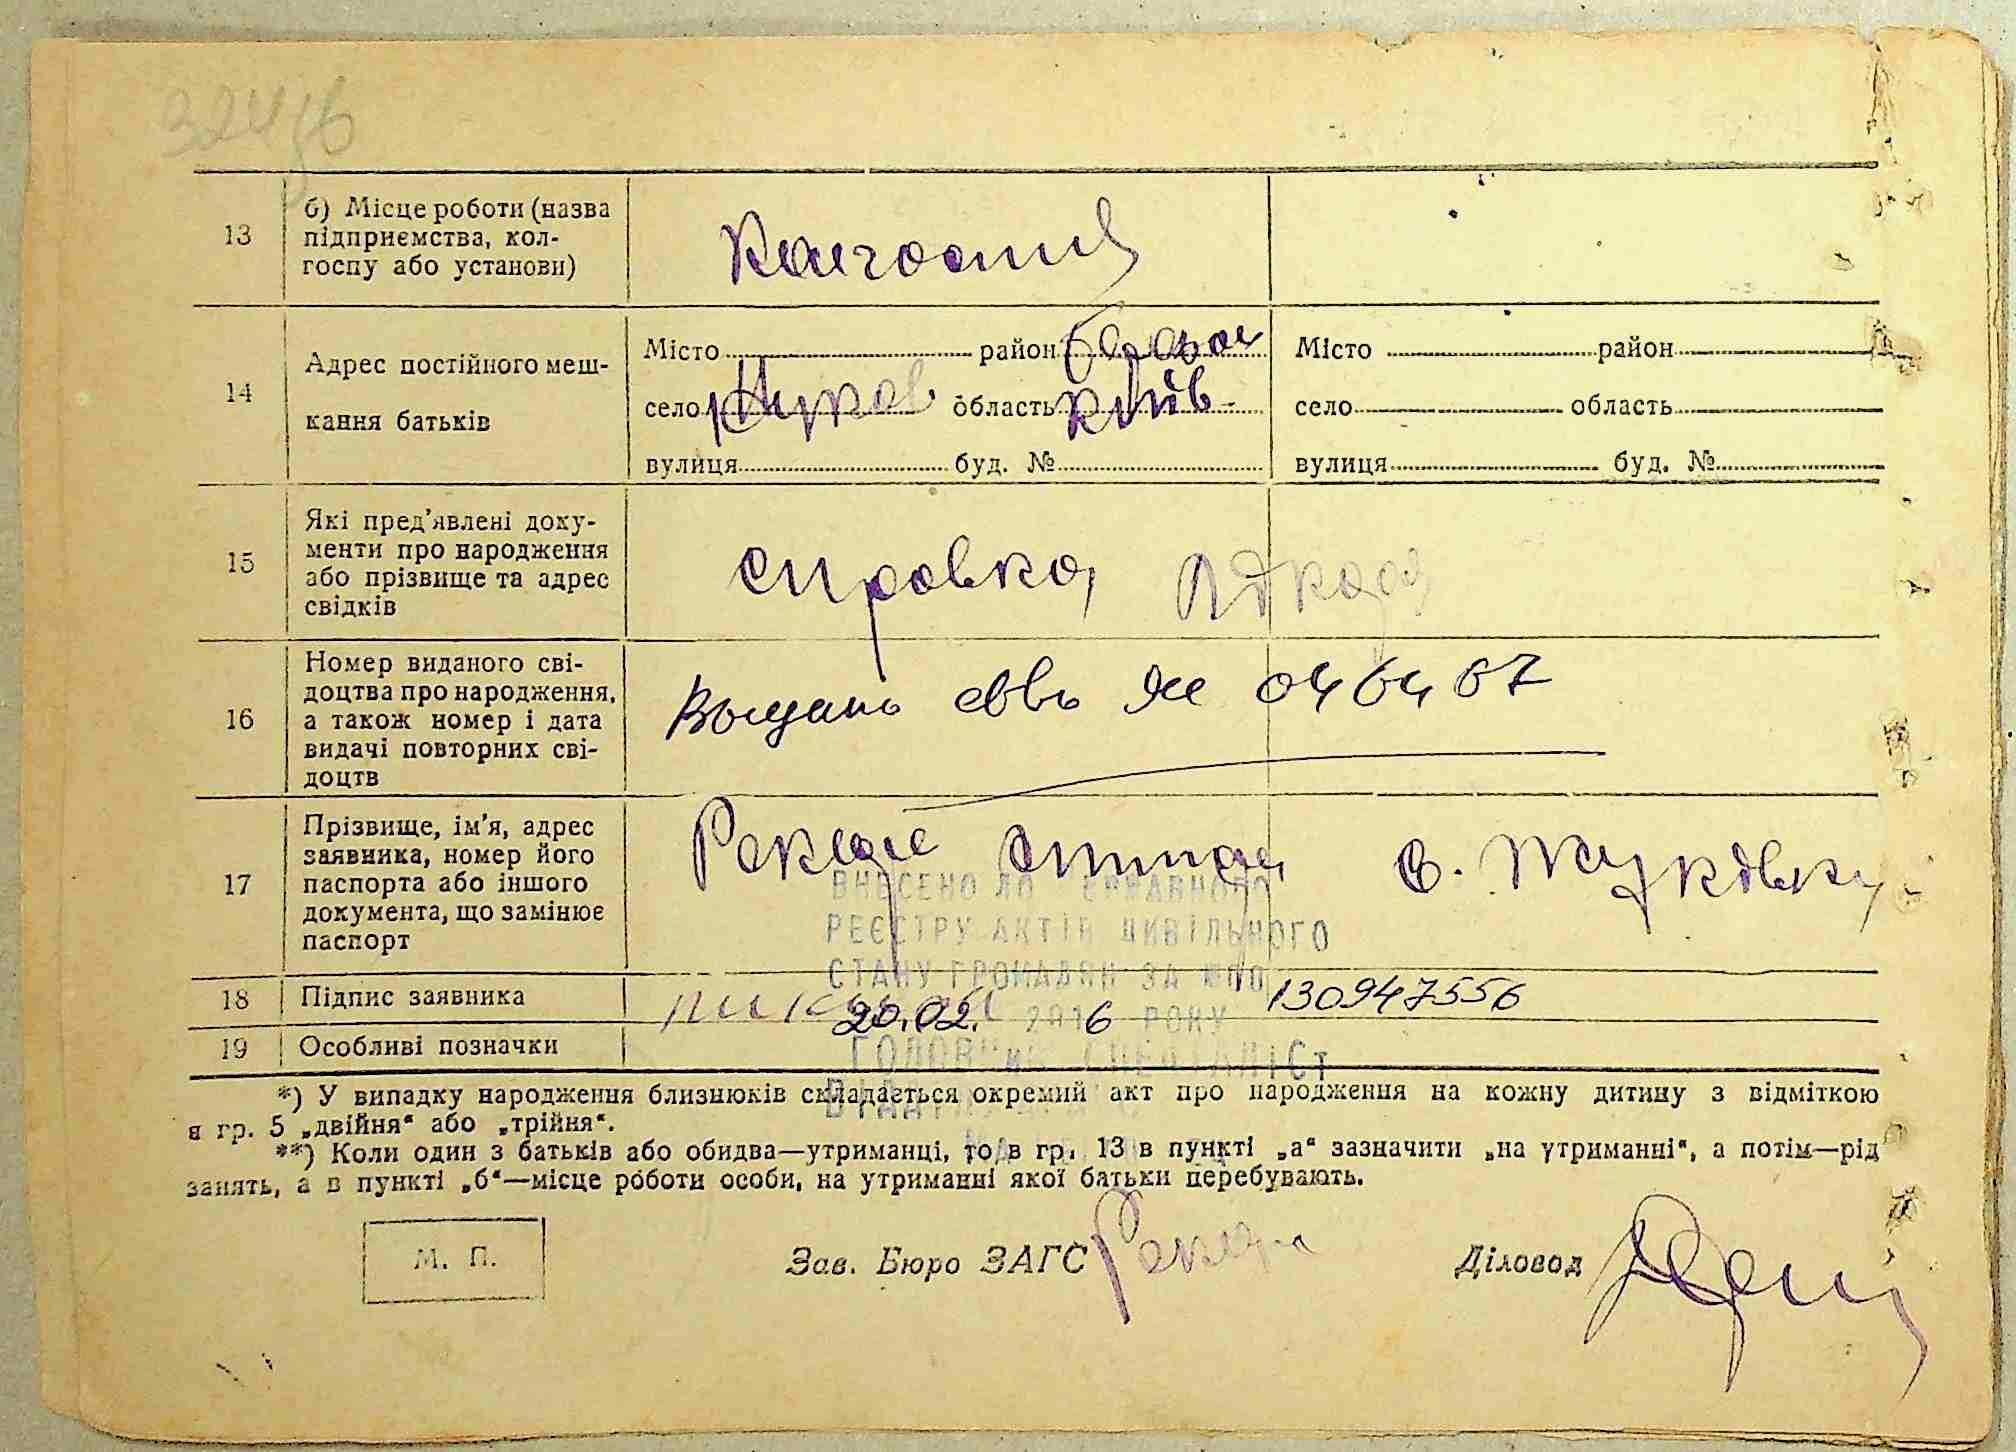 13
б) Місце роботи (назва
підприємства, кол-
госпу або установи)
Колгоспник
14
Адрес постійного меш-
кання батьків
Місто район
село область Київ
вулиця буд. №
Місто район
село область
вулиця буд. №
15
Які пред'явлені доку-
менти про народження
або прізвище та адрес
свідків
справка
16
Номер виданого сві-
доцтва про народження,
а також номер і дата
видачі повторних сві-
доцтв
046467
17
Прізвище, ім'я, адрес
заявника, номер його
паспорта або іншого
документа, що замінює
паспорт
с. Жуківка
ВНЕСЕНО ДО ДЕРЖАВНОГО
РЕЄСТРУ АКТІВ ЦИВІЛЬНОГО
СТАНУ ГРОМАДЯН ЗА №
00130947556
18
Підпис заявника
20.02. 2016 РОКУ
19
Особливі позначки
ГОЛОВНИЙ СПЕЦІАЛІСТ
*) У випадку народження близнюків складається окремий акт про народження на кожну дитину з відміткою
в гр. 5 „двійня“ або „трійня“.
**) Коли один з батьків або обидва—утриманці, то в гр. 13 в пункті „а“ зазначити „на утриманні“, а потім—рід
занять, а в пункті „б“—місце роботи особи, на утриманні якої батьки перебувають.
М. П.
Зав. Бюро ЗАГС
Діловод